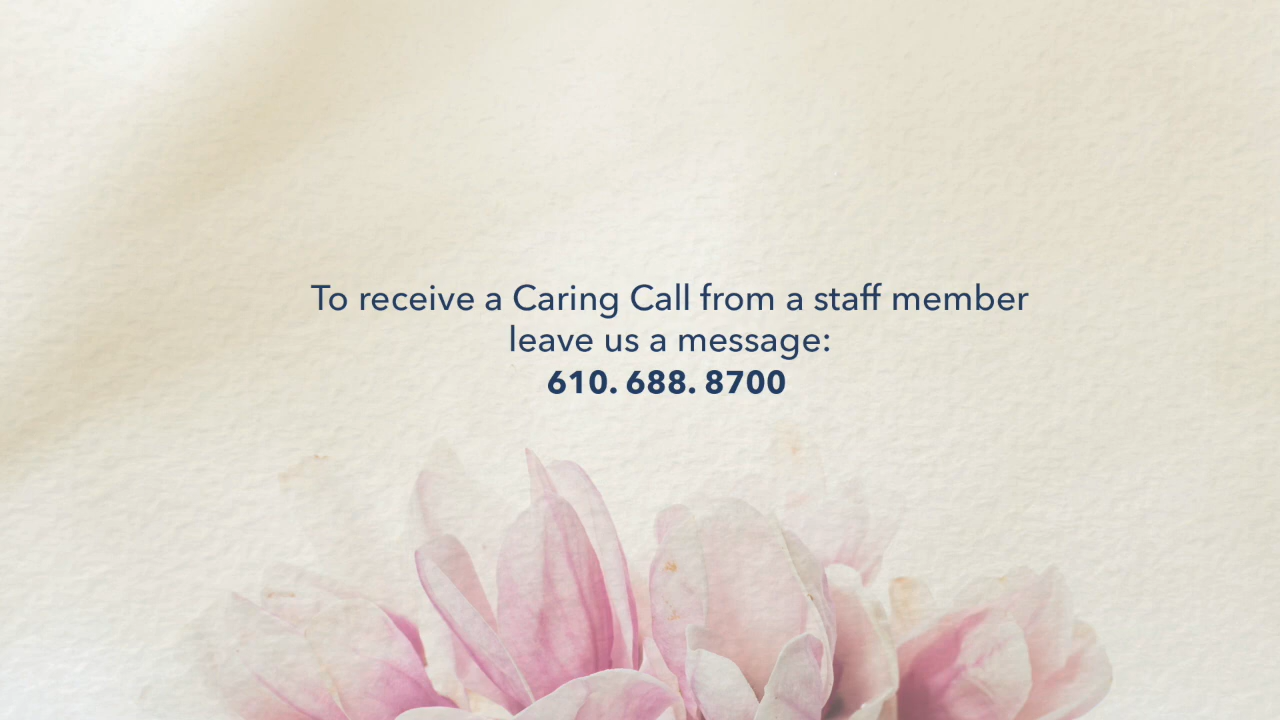 To receive a Caring Call from a staff member
leave us a message:
610. 688. 8700